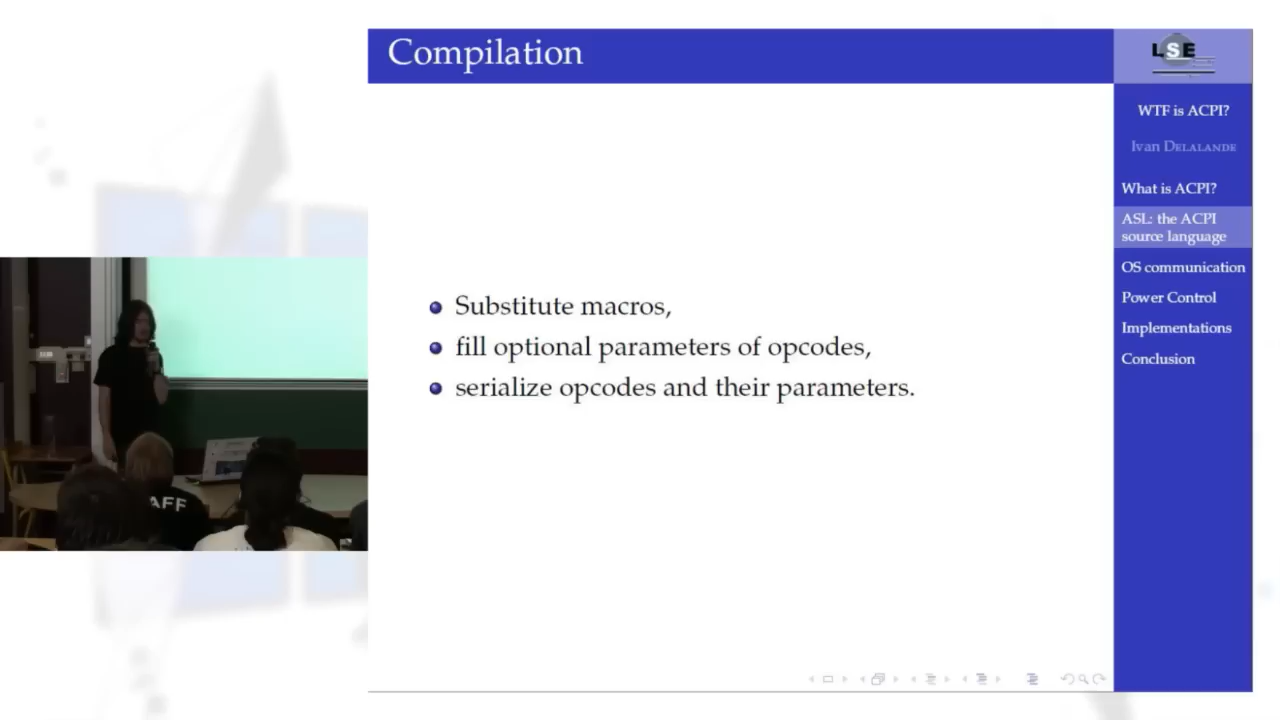 Compilation
Substitute macros,
fill optional parameters of opcodes,
serialize opcodes and their parameters.
LSE
WTF is ACPI?
Ivan DELALANDE
What is ACPI?
ASL: the ACPI
source language
OS communication
Power Control
Implementations
Conclusion
AFF